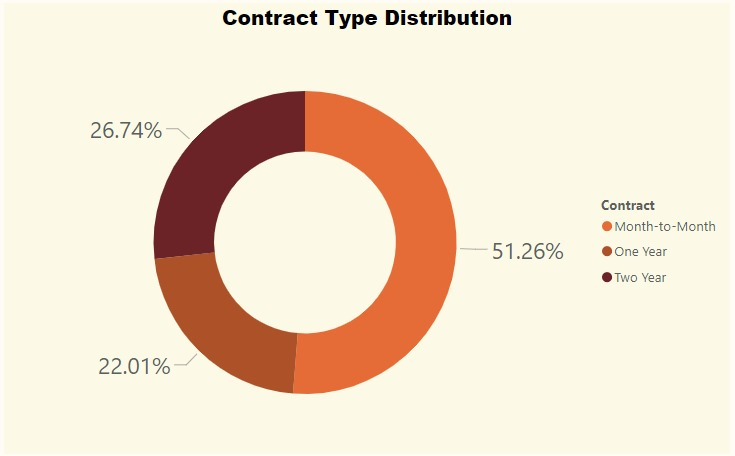 Contract Type Distribution
26.74%
51.26%
22.01%
Contract
Month-to-Month
One Year
Two Year